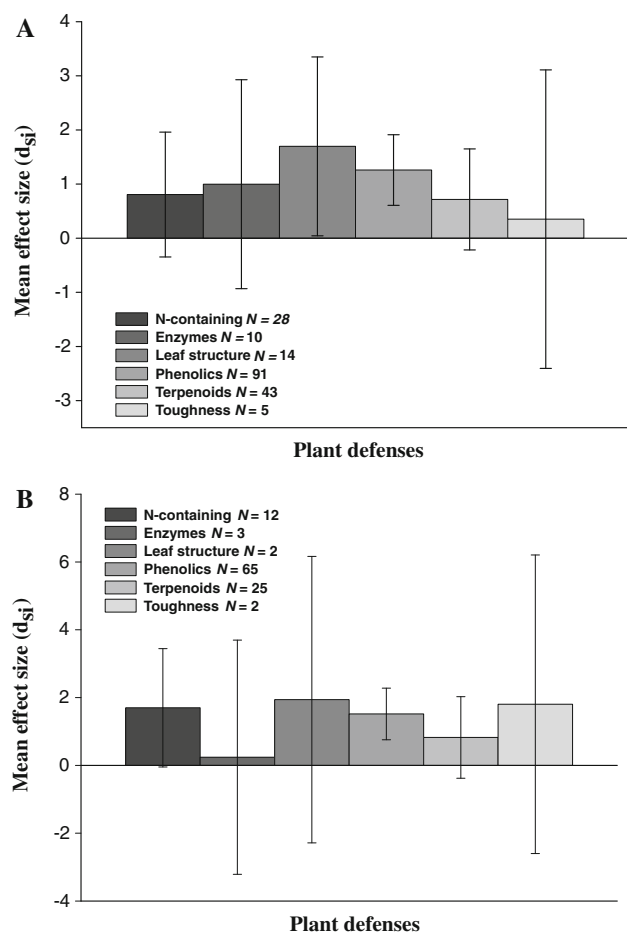 A
Mean effect size (dsi)
4
3
2
1
0
-1
-2
-3
N-containing N = 28
Enzymes N = 10
Leaf structure N = 14
Phenolics N = 91
Terpenoids N = 43
Toughness N = 5
Plant defenses
B
Mean effect size (dsi)
8
6
4
2
0
-2
-4
N-containing N = 12
Enzymes N = 3
Leaf structure N = 2
Phenolics N = 65
Terpenoids N = 25
Toughness N = 2
Plant defenses